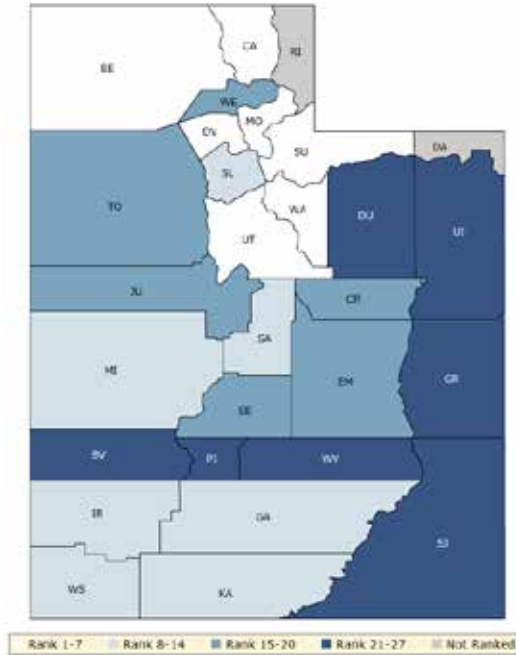 CA
RI
BE
WE
MO
DV
SU
DA
SL
TO
WA
DU
UI
UT
JU
CR
SA
MI
EM
GR
SE
BV
PI
WY
IR
GA
SJ
WS
KA
Rank 1-7 Rank 8-14 Rank 15-20 Rank 21-27 Not Ranked